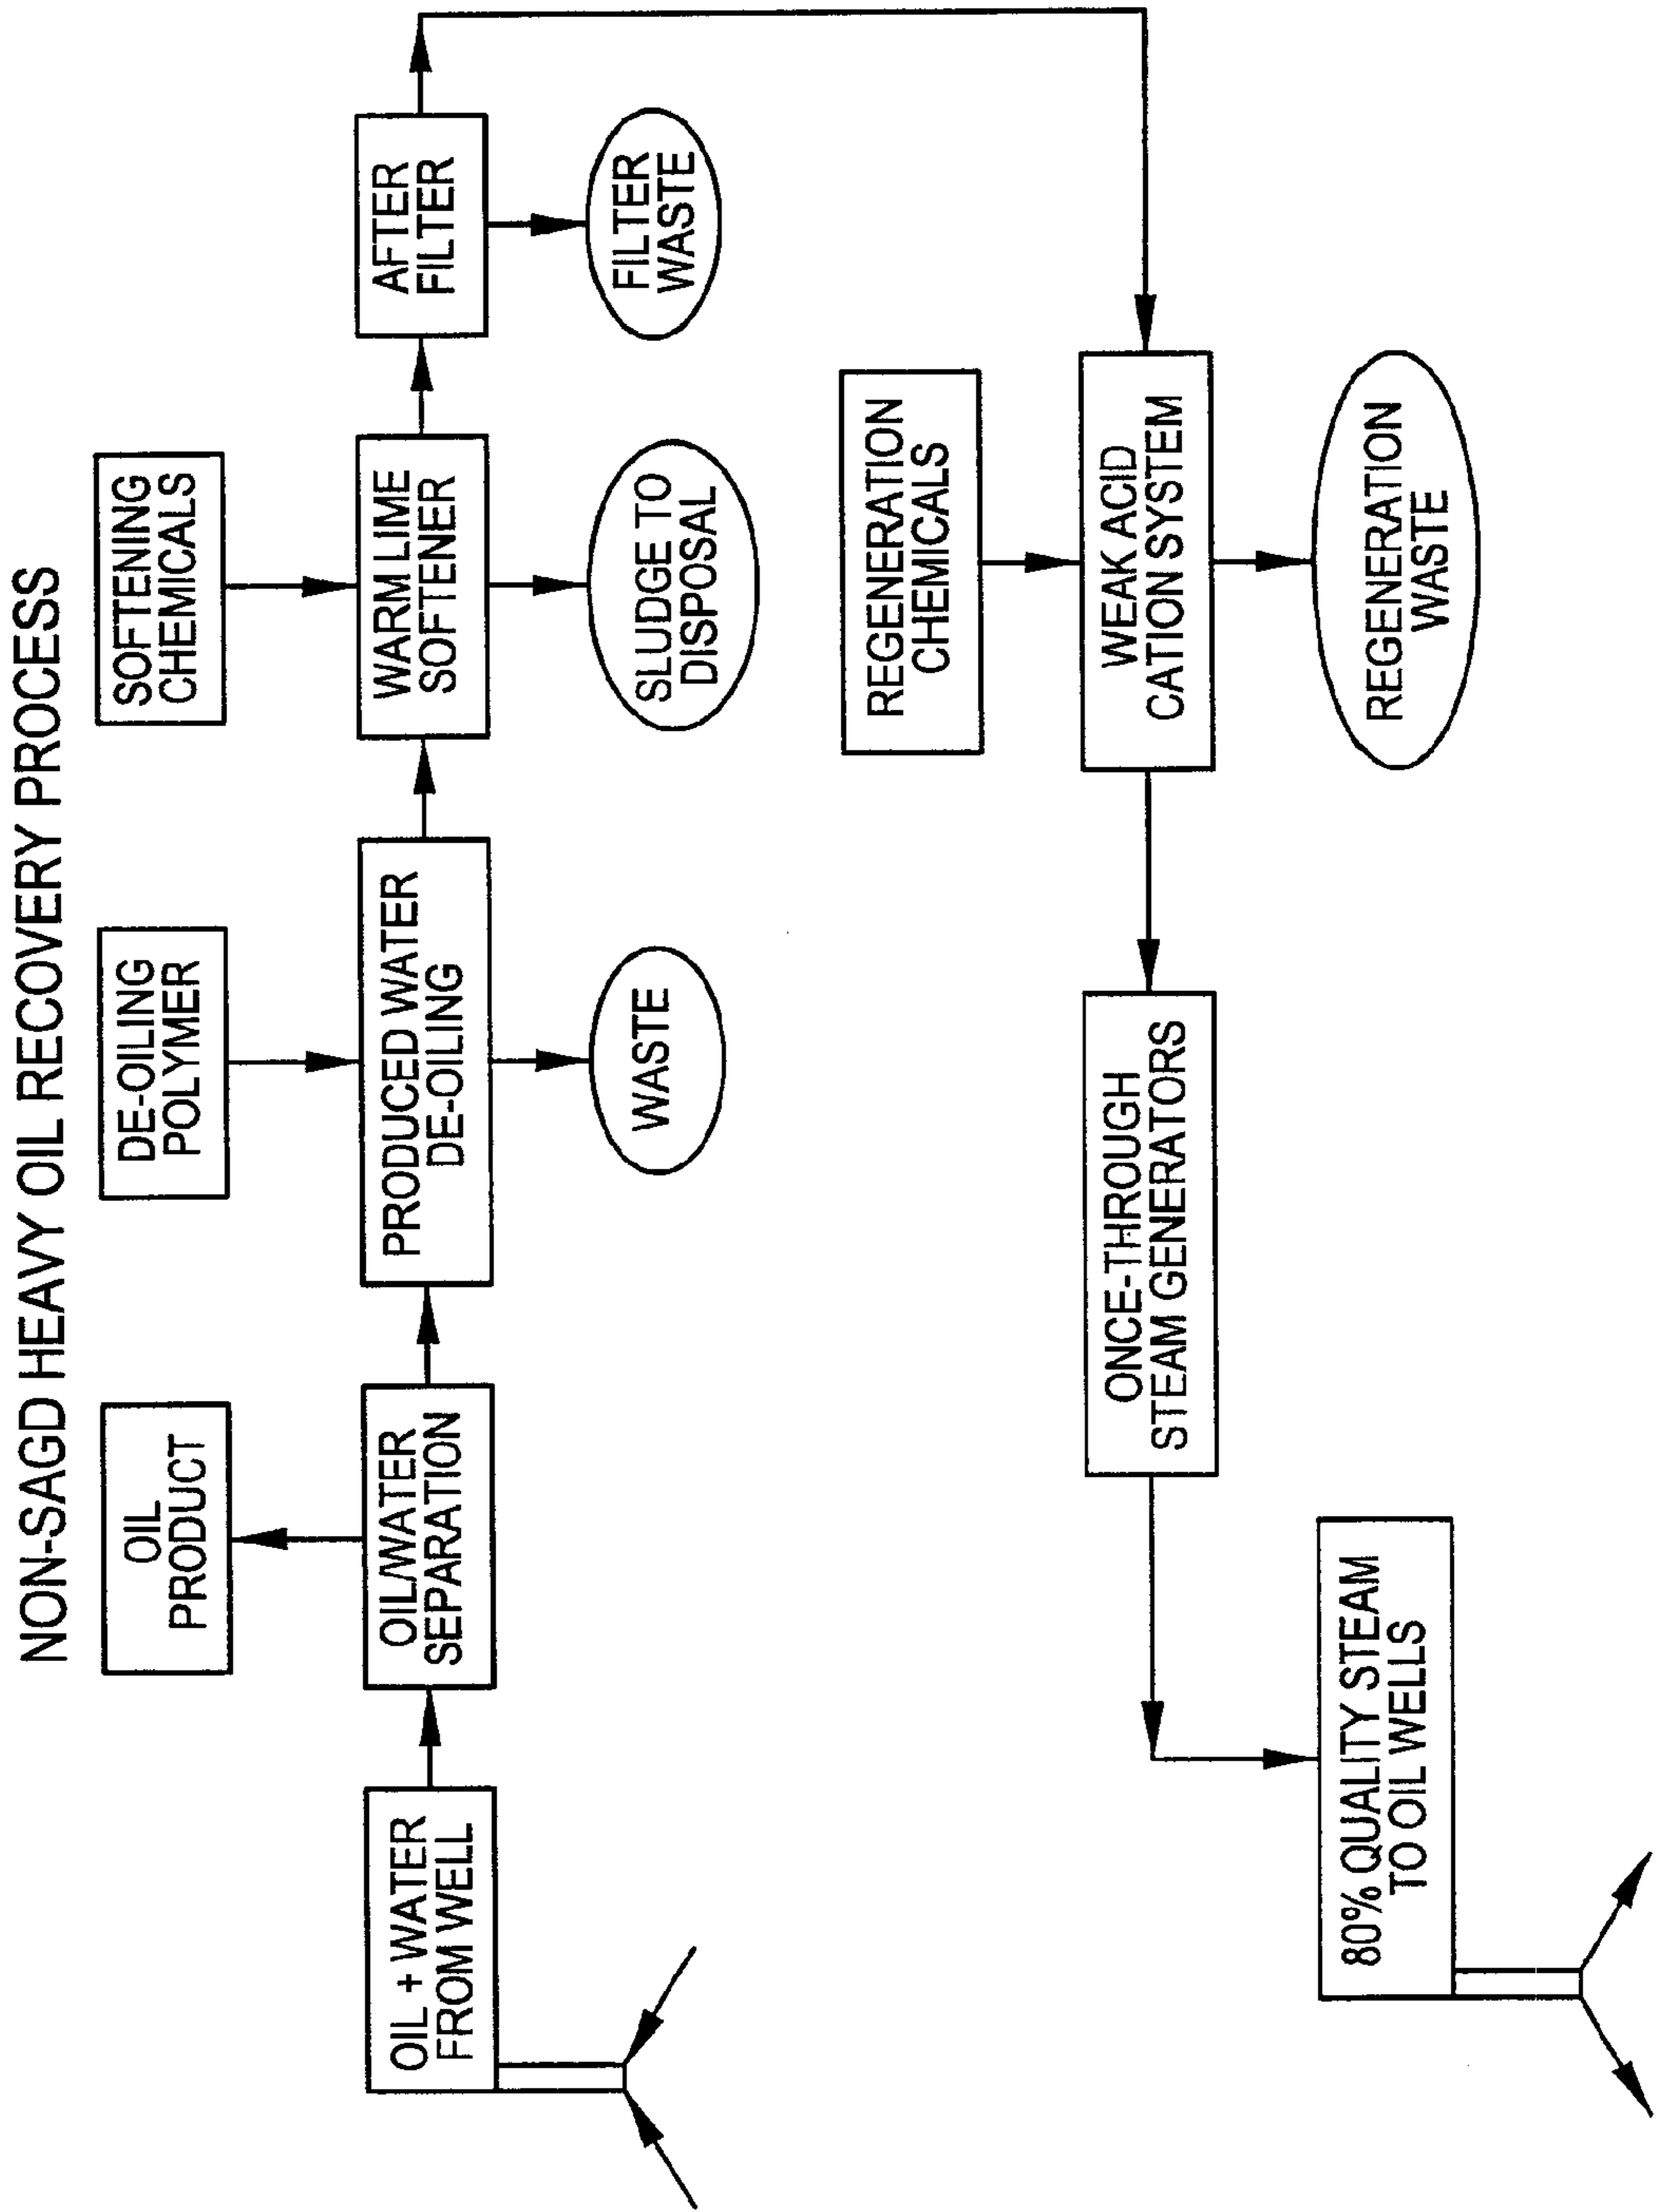 NON-SAGD HEAVY OIL RECOVERY PROCESS
OIL
PRODUCT
DE-OILING
POLYMER
SOFTENING
CHEMICALS
OIL + WATER
FROM WELL
OIL/WATER
SEPARATION
PRODUCED WATER
DE-OILING
WARM LIME
SOFTENER
AFTER
FILTER
WASTE
SLUDGE TO
DISPOSAL
FILTER
WASTE
REGENERATION
CHEMICALS
ONCE-THROUGH
STEAM GENERATORS
WEAK ACID
CATION SYSTEM
80% QUALITY STEAM
TO OIL WELLS
REGENERATION
WASTE